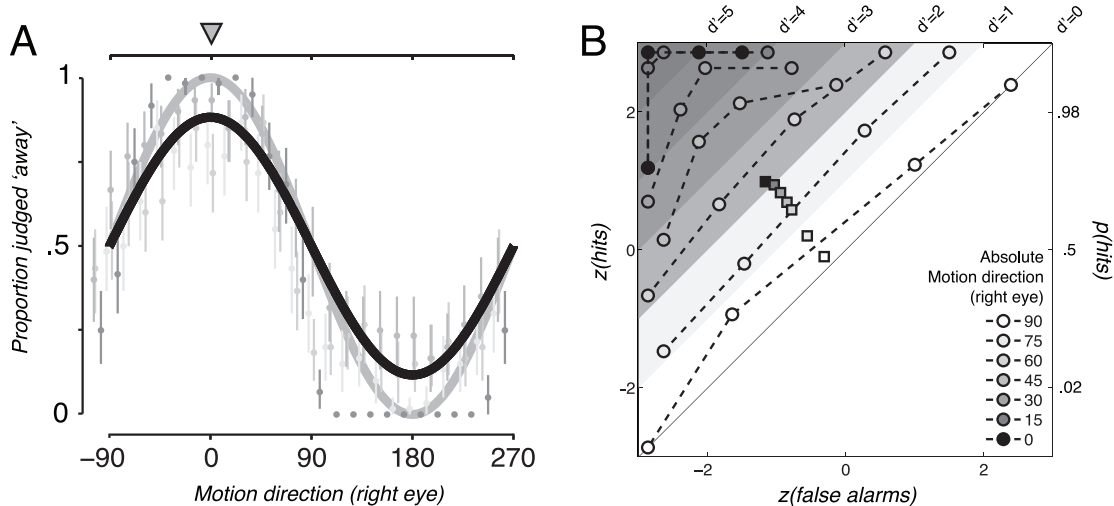 A
Proportion judged 'away'
1
.5
0
−90
0
90
180
270
Motion direction (right eye)
B
d'=5
d'=4
d'=3
d'=2
d'=1
d'=0
z(hits)
2
0
-2
−2
0
2
z(false alarms)
.98
.5
.02
p(hits)
Absolute
Motion direction
(right eye)
90
75
60
45
30
15
0